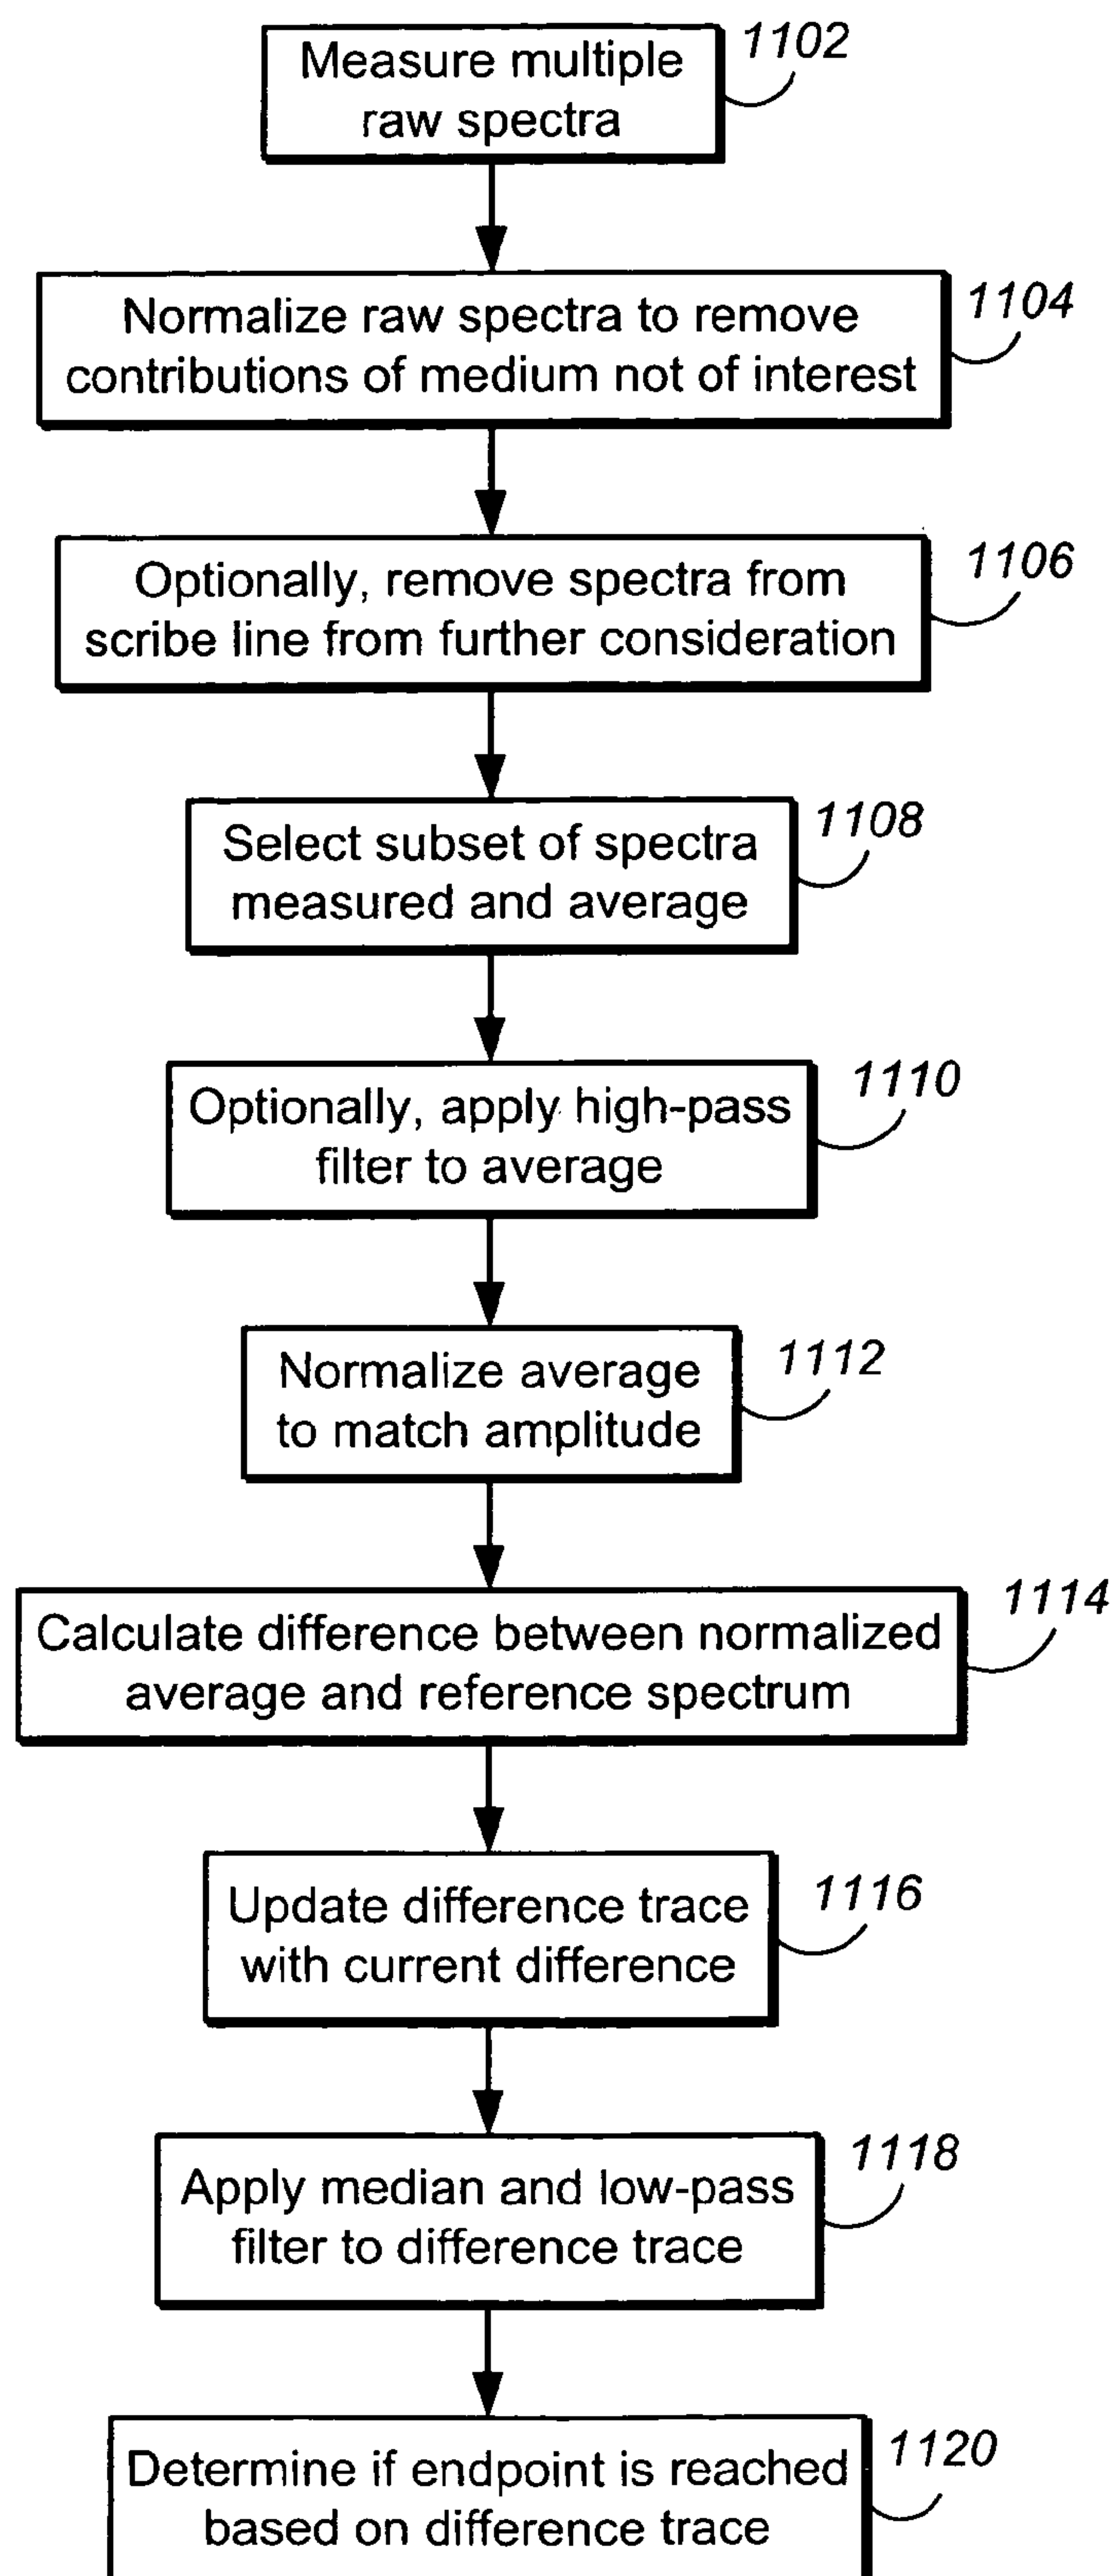 Measure multiple
raw spectra
1102
Normalize raw spectra to remove
contributions of medium not of interest
1104
Optionally, remove spectra from
scribe line from further consideration
1106
Select subset of spectra
measured and average
1108
Optionally, apply high-pass
filter to average
1110
Normalize average
to match amplitude
1112
Calculate difference between normalized
average and reference spectrum
1114
Update difference trace
with current difference
1116
Apply median and low-pass
filter to difference trace
1118
Determine if endpoint is reached
based on difference trace
1120